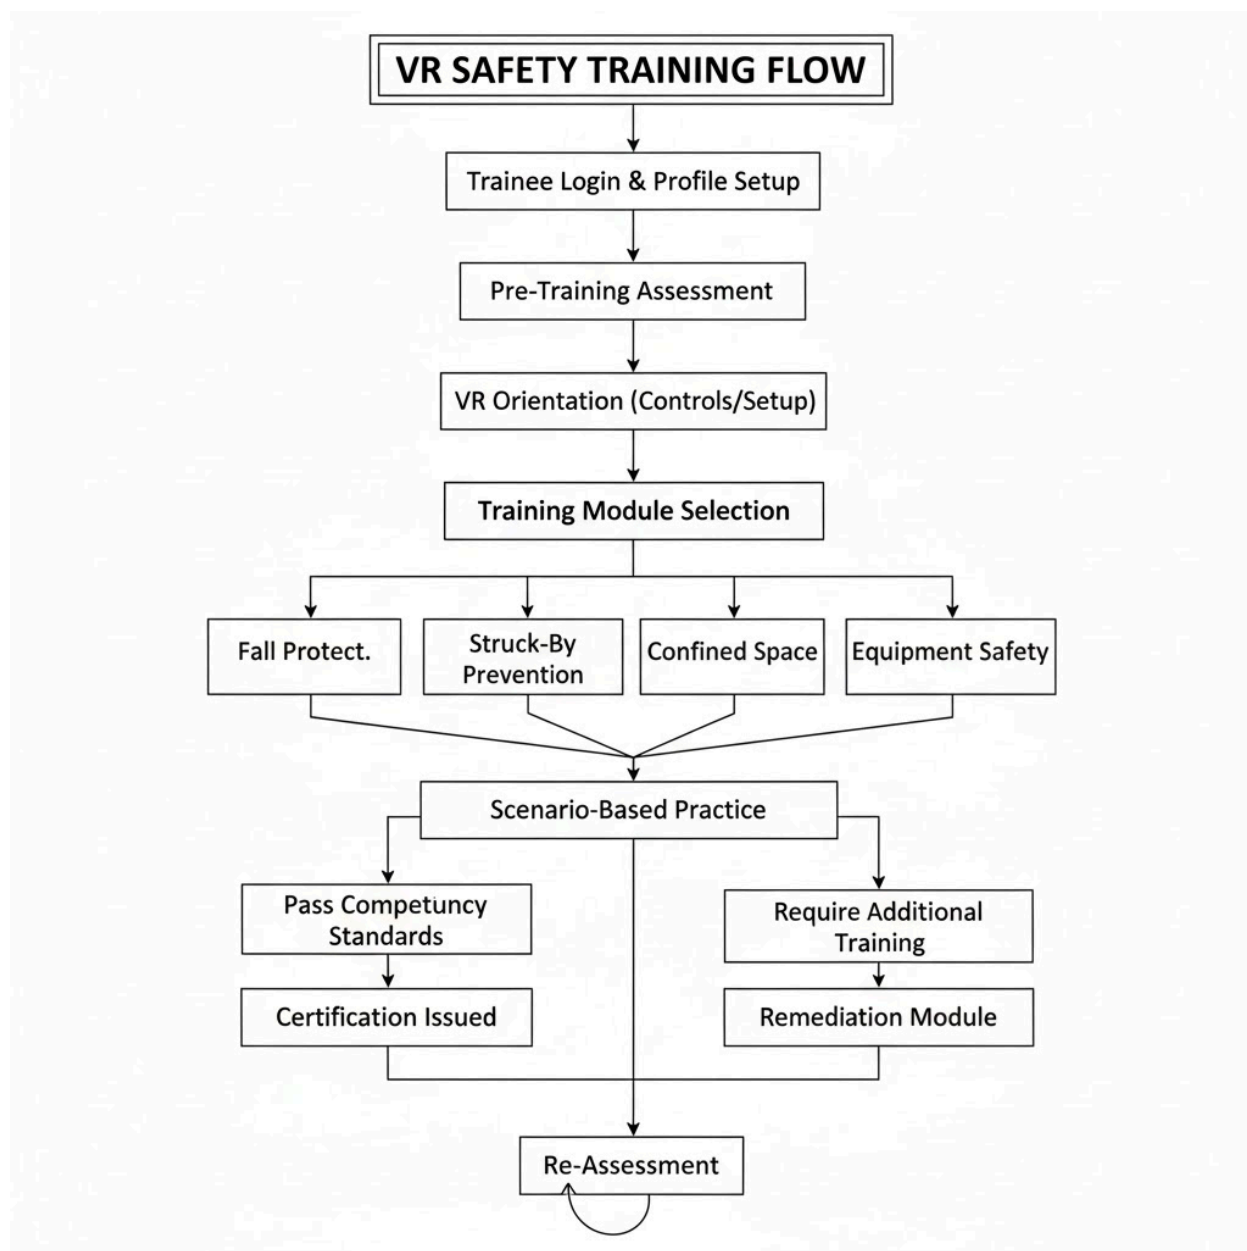 VR SAFETY TRAINING FLOW
Trainee Login & Profile Setup
Pre-Training Assessment
VR Orientation (Controls/Setup)
Training Module Selection
Fall Protect.
Struck-By
Prevention
Confined Space
Equipment Safety
Scenario-Based Practice
Pass Competuncy
Standards
Require Additional
Training
Certification Issued
Remediation Module
Re-Assessment